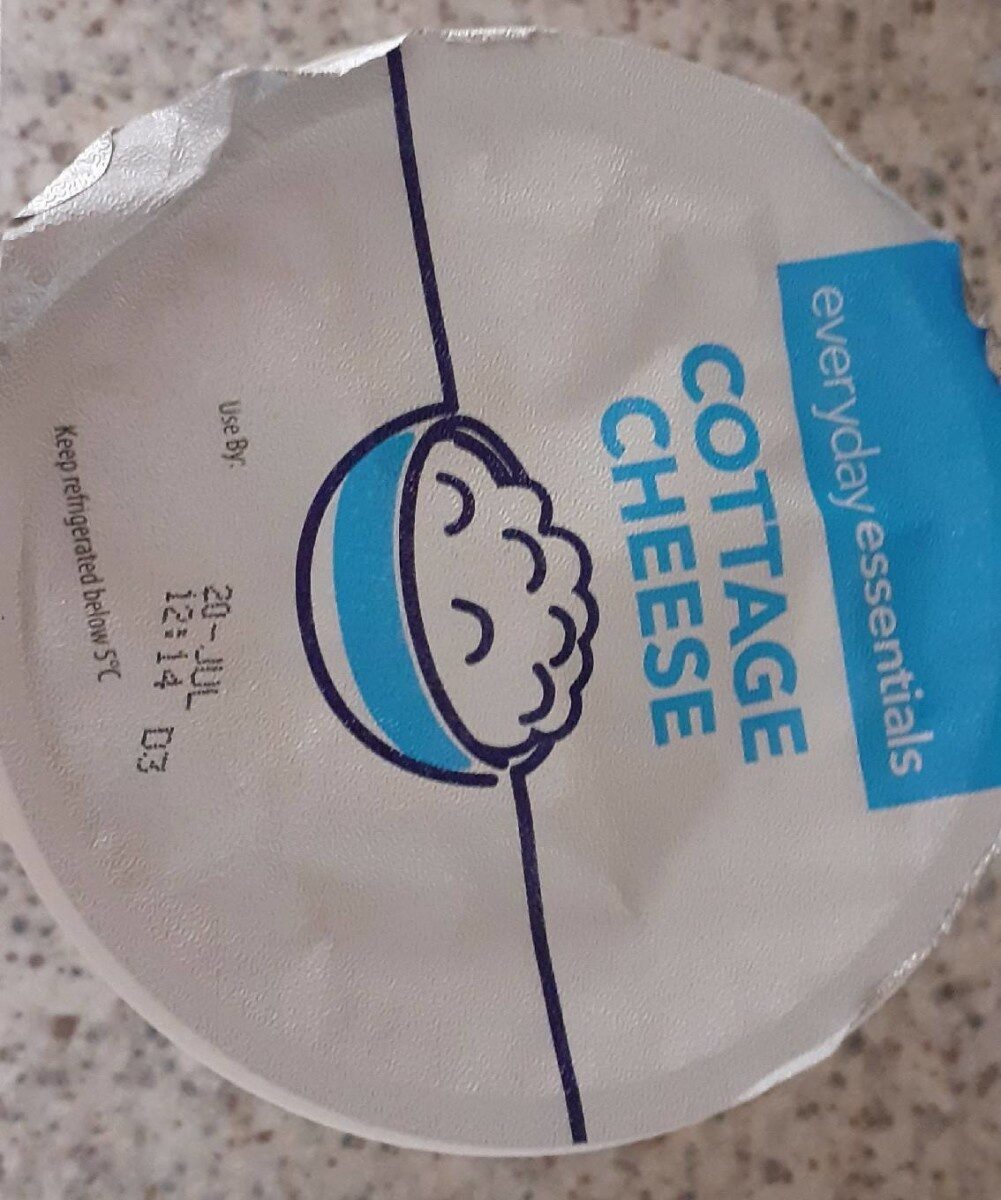 everyday essentials
COTTAGE
CHEESE
Use By:
20-JUL
12:14 D3
Keep refrigerated below 5°C